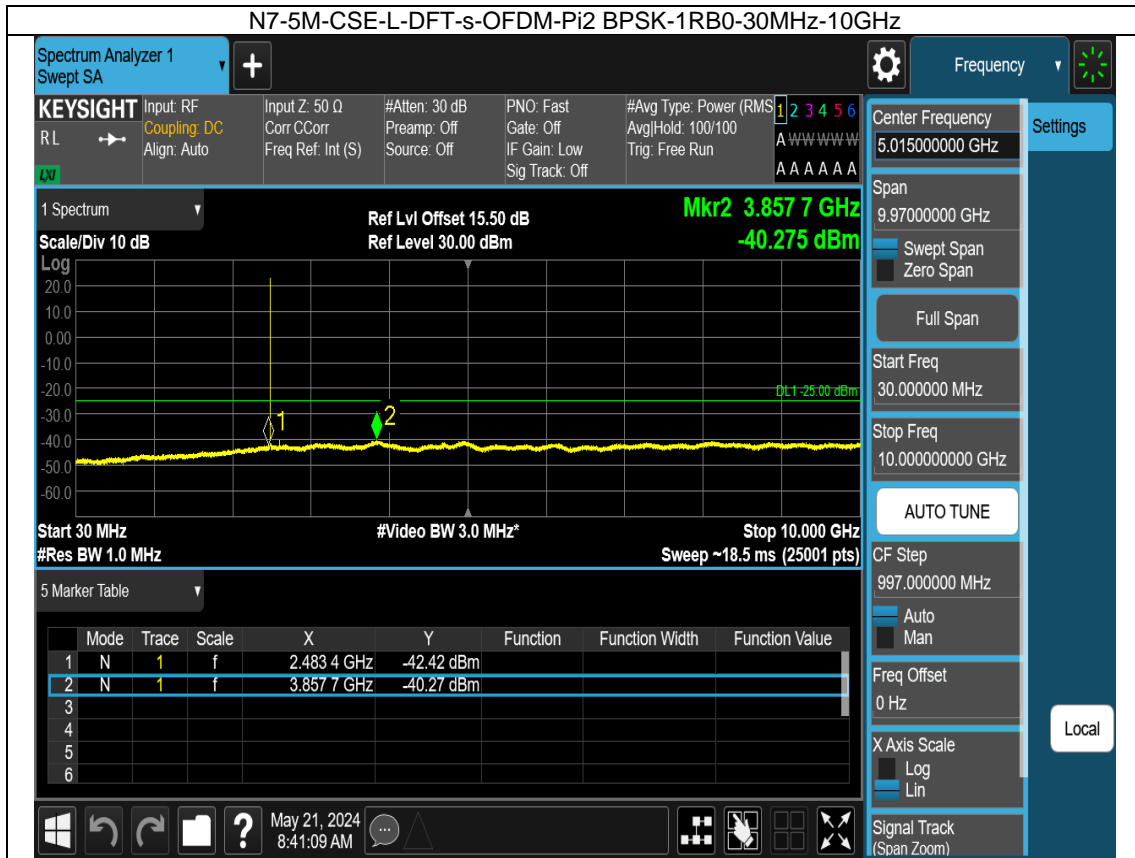 N7-5M-CSE-L-DFT-s-OFDM-Pi2 BPSK-1RB0-30MHz-10GHz
Spectrum Analyzer 1
Swept SA
Frequency
KEYSIGHT
R L
LXI
Input: RF
Coupling: DC
Align: Auto
Input Z: 50 Ω
Corr CCorr
Freq Ref: Int (S)
#Atten: 30 dB
Preamp: Off
Source: Off
PNO: Fast
Gate: Off
IF Gain: Low
Sig Track: Off
#Avg Type: Power (RMS
Avg|Hold: 100/100
Trig: Free Run
1 2 3 4 5 6
A W W W W W
A A A A A A
1 Spectrum
Scale/Div 10 dB
Ref Lvl Offset 15.50 dB
Ref Level 30.00 dBm
Mkr2 3.857 7 GHz
-40.275 dBm
Log
20.0
10.0
0.00
-10.0
-20.0
-30.0
-40.0
-50.0
-60.0
DL1 -25.00 dBm
1
2
Start 30 MHz
#Video BW 3.0 MHz*
Stop 10.000 GHz
#Res BW 1.0 MHz
Sweep ~18.5 ms (25001 pts)
5 Marker Table
Mode Trace Scale X Y Function Function Width Function Value
1 N 1 f 2.483 4 GHz -42.42 dBm
2 N 1 f 3.857 7 GHz -40.27 dBm
3
4
5
6
May 21, 2024
8:41:09 AM
Settings
Center Frequency
5.015000000 GHz
Span
9.97000000 GHz
Swept Span
Zero Span
Full Span
Start Freq
30.000000 MHz
Stop Freq
10.000000000 GHz
AUTO TUNE
CF Step
997.000000 MHz
Auto
Man
Freq Offset
0 Hz
X Axis Scale
Log
Lin
Signal Track
(Span Zoom)
Local